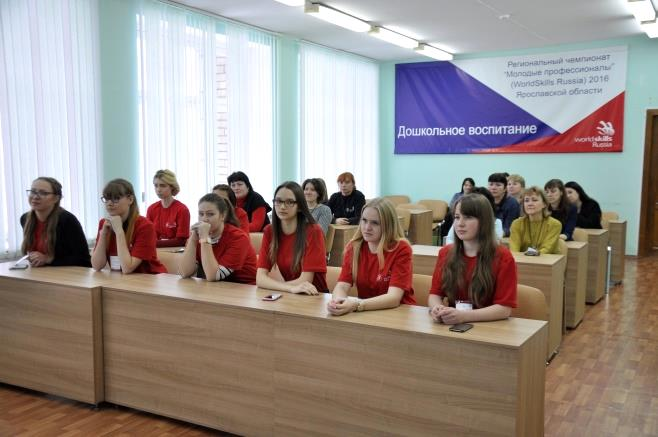 Региональный чемпионат
"Молодые профессионалы"
(WorldSkills Russia) 2016
Ярославской области
Дошкольное воспитание
worldskills
Russia